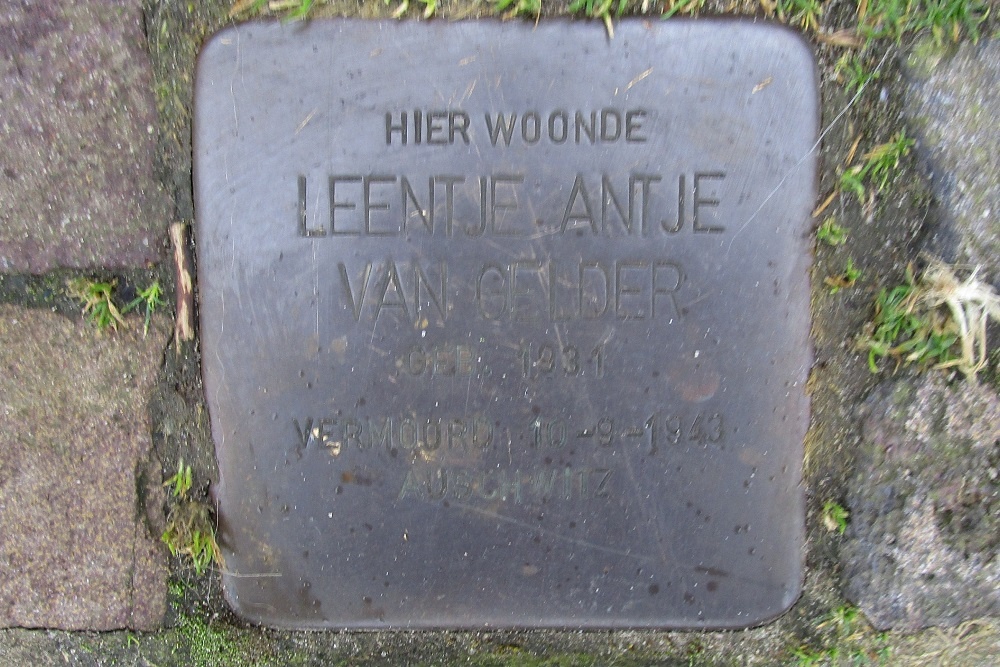 HIER WOONDE
LEENTJE ANTJE
VAN GELDER
GEB. 1931
VERMOORD 10-9-1943
AUSCHWITZ